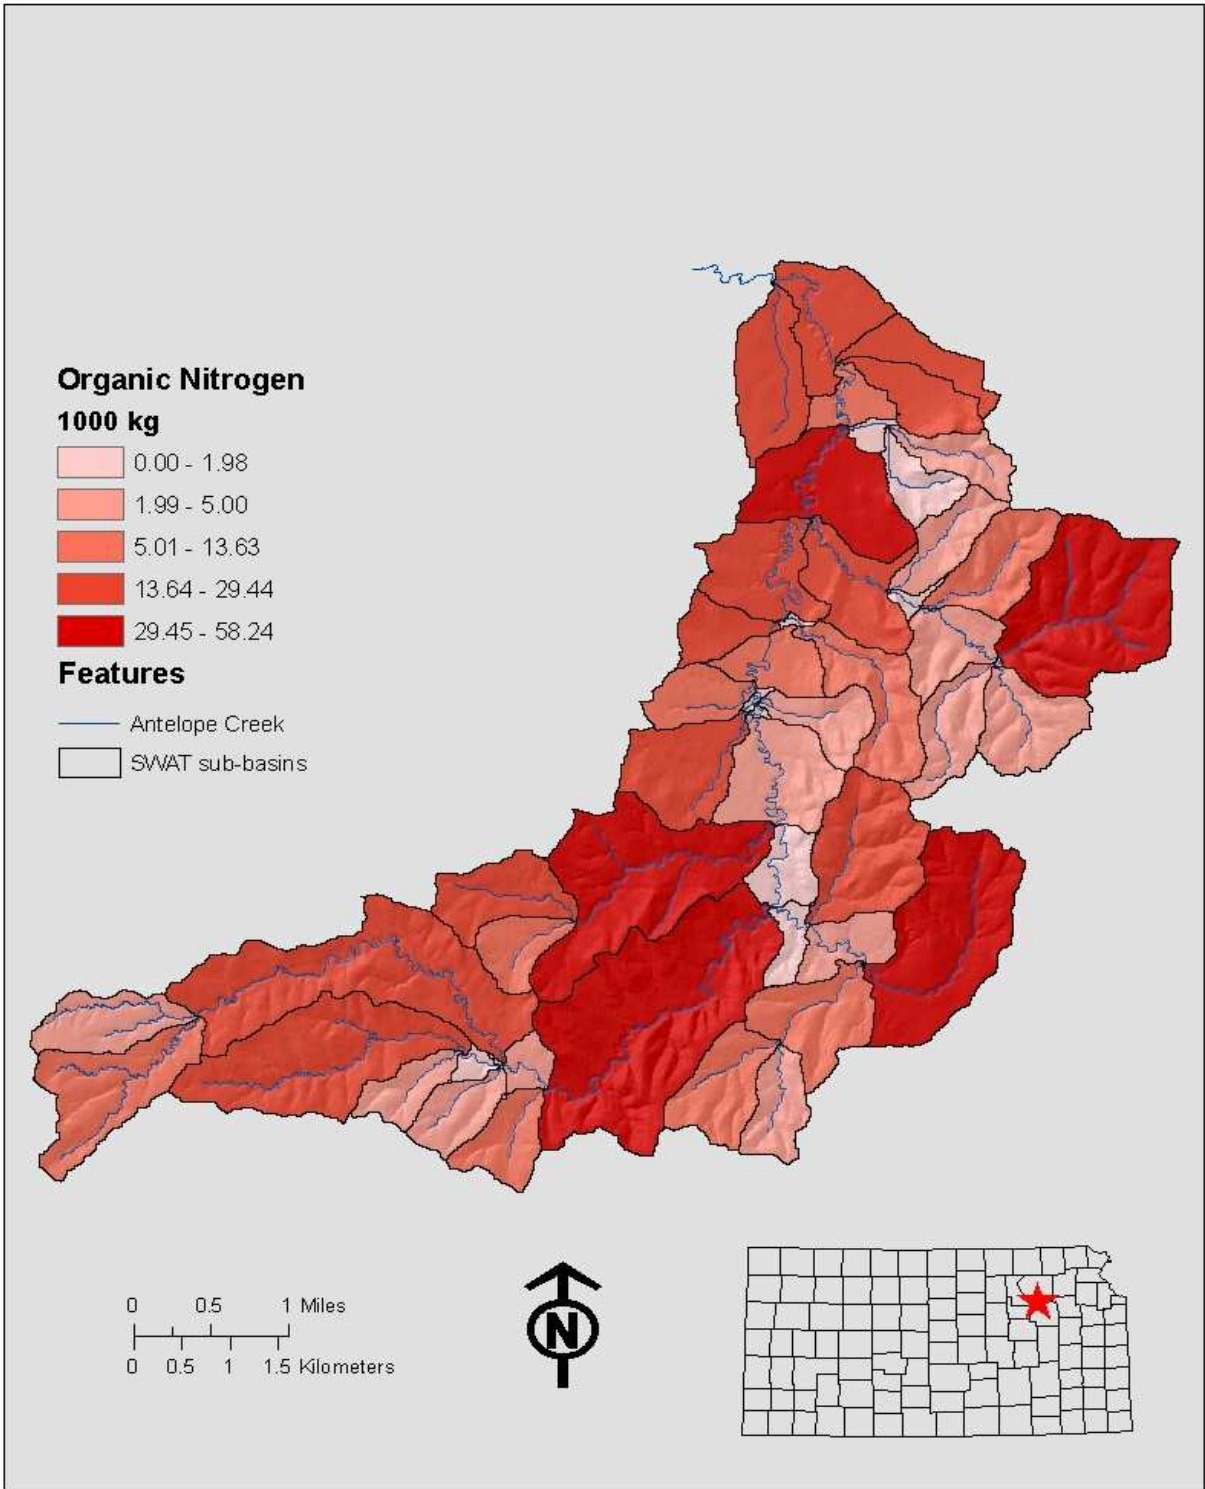 Organic Nitrogen
1000 kg
0.00 - 1.98
1.99 - 5.00
5.01 - 13.63
13.64 - 29.44
29.45 - 58.24
Features
Antelope Creek
SWAT sub-basins
0 0.5 1 Miles
0 0.5 1 1.5 Kilometers
N